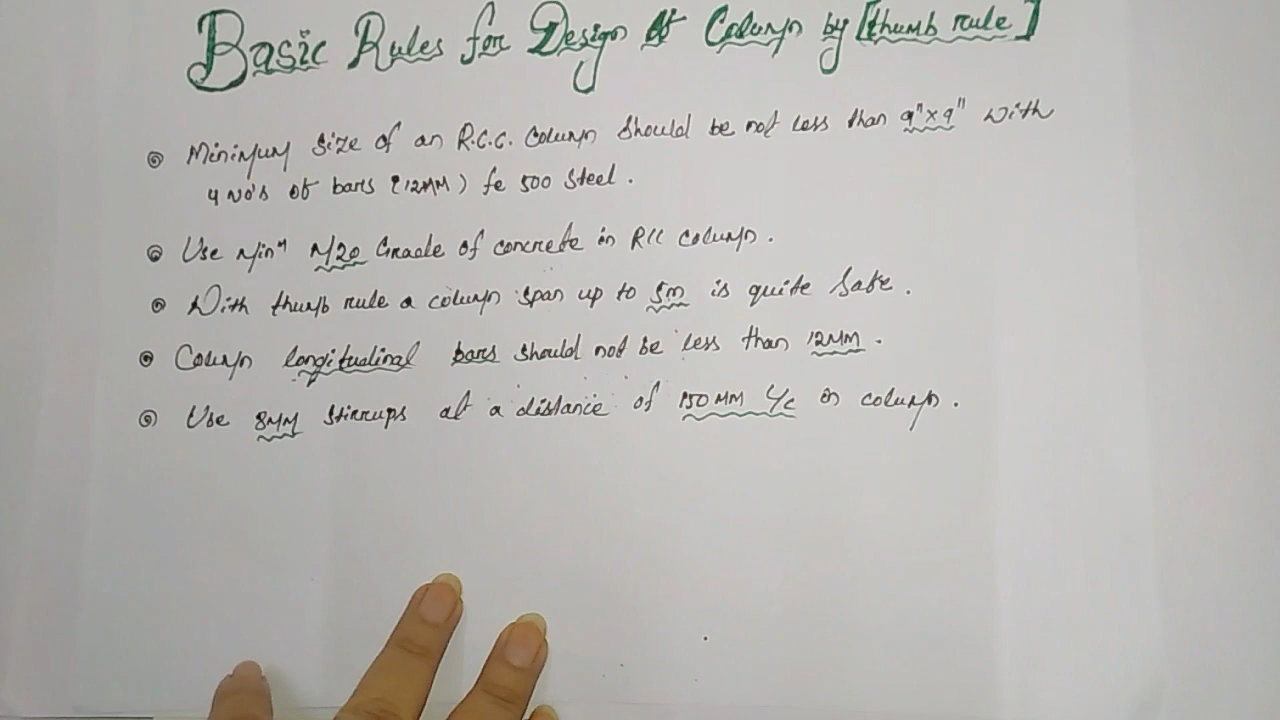 Basic Rules for Design of Column by [thumb rule]
Minimum size of an R.C.C. Column should be not less than 9"x9" with
4 No's of bars (12MM) fe 500 steel.
Use Min^m M20 Grade of concrete in RCC column.
With thumb rule a column span up to 5m is quite safe.
Column longitudinal bars should not be less than 12MM.
Use 8MM stirrups at a distance of 150MM c/c in column.